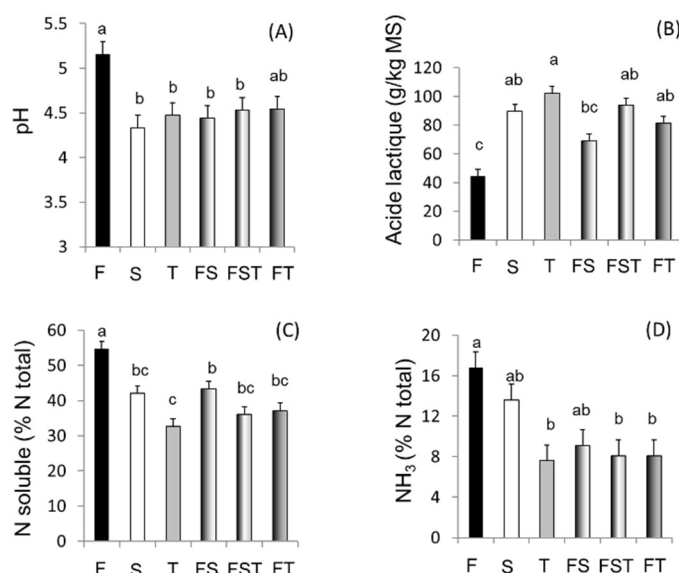 (A)
pH
5.5
5
4.5
4
3.5
3
a
b
b
b
b
ab
F S T FS FST FT
(B)
Acide lactique (g/kg MS)
120
100
80
60
40
20
0
c
ab
a
bc
ab
ab
F S T FS FST FT
(C)
N soluble (% N total)
60
50
40
30
20
10
0
a
bc
c
b
bc
bc
F S T FS FST FT
(D)
NH3 (% N total)
20
16
12
8
4
0
a
ab
b
ab
b
b
F S T FS FST FT